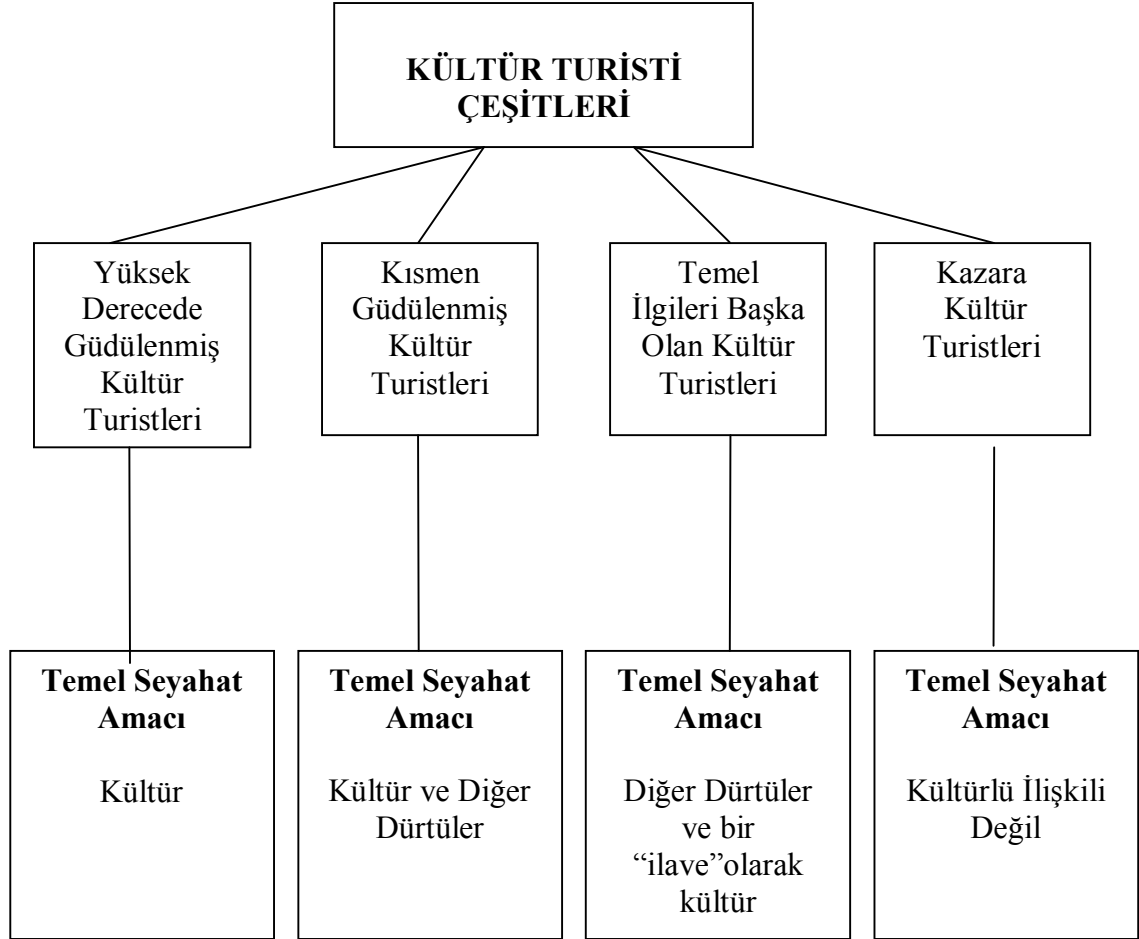 KÜLTÜR TURİSTİ
ÇEŞİTLERİ
Yüksek
Derecede
Güdülenmiş
Kültür
Turistleri
Kısmen
Güdülenmiş
Kültür
Turistleri
Temel
İlgileri Başka
Olan Kültür
Turistleri
Kazara
Kültür
Turistleri
Temel Seyahat
Amacı
Kültür
Temel Seyahat
Amacı
Kültür ve Diğer
Dürtüler
Temel Seyahat
Amacı
Diğer Dürtüler
ve bir
“ilave”olarak
kültür
Temel Seyahat
Amacı
Kültürlü İlişkili
Değil